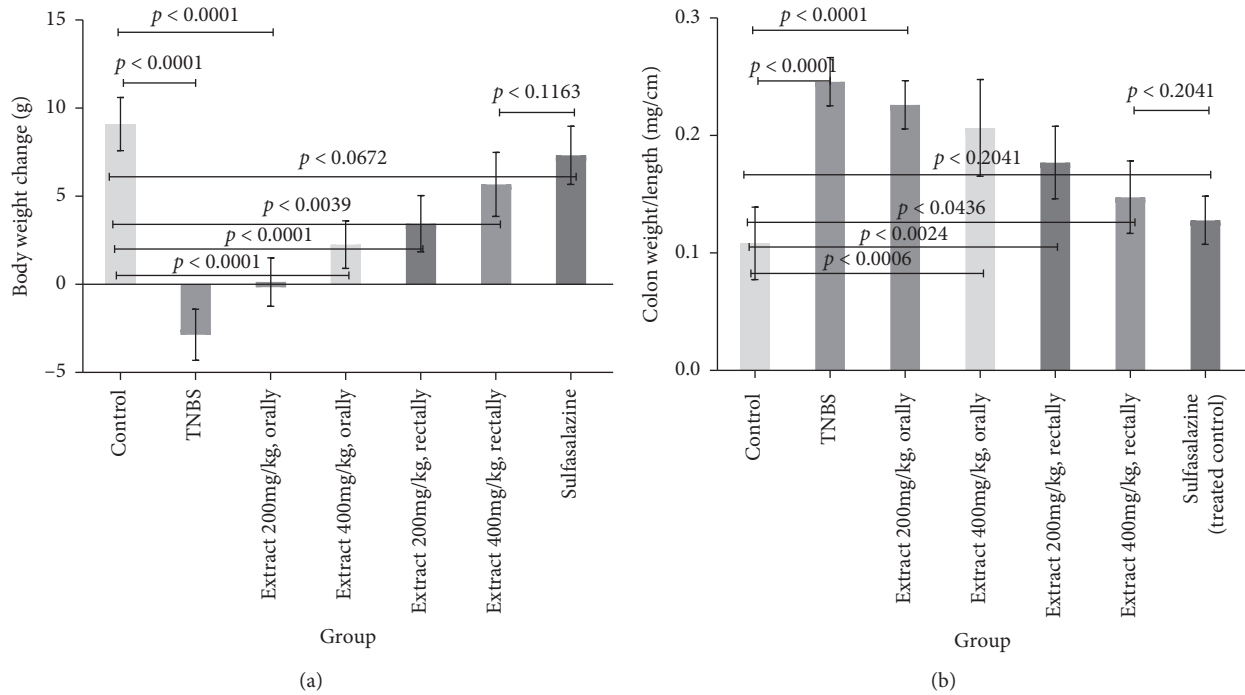 15
10
5
0
−5
Body weight change (g)
p < 0.0001
p < 0.0001
p < 0.1163
p < 0.0672
p < 0.0039
p < 0.0001
p < 0.0001
Control
TNBS
Extract 200mg/kg, orally
Extract 400mg/kg, orally
Extract 200mg/kg, rectally
Extract 400mg/kg, rectally
Sulfasalazine
Group
(a)
0.3
0.2
0.1
0.0
Colon weight/length (mg/cm)
p < 0.0001
p < 0.0001
p < 0.2041
p < 0.2041
p < 0.0436
p < 0.0024
p < 0.0006
Control
TNBS
Extract 200mg/kg, orally
Extract 400mg/kg, orally
Extract 200mg/kg, rectally
Extract 400mg/kg, rectally
Sulfasalazine
(treated control)
Group
(b)